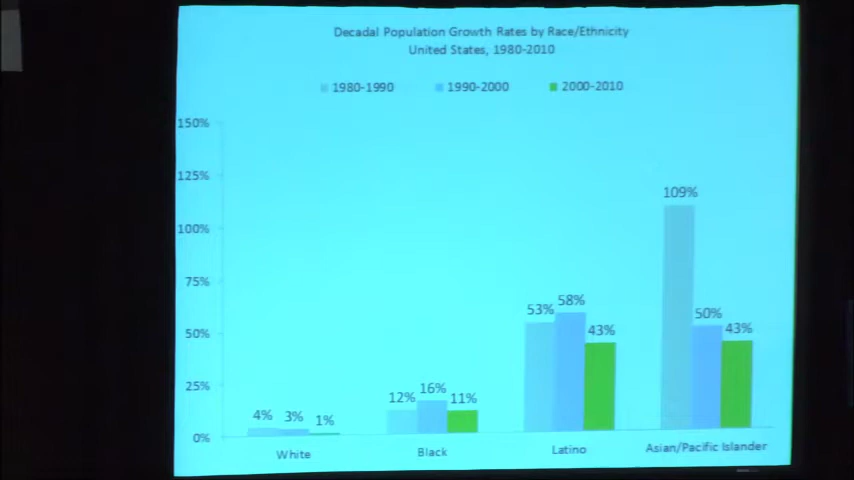 Decadal Population Growth Rates by Race/Ethnicity
United States, 1980-2010
1980-1990 1990-2000 2000-2010
150%
125%
100%
75%
50%
25%
0%
4% 3% 1%
12% 16% 11%
53% 58% 43%
109% 50% 43%
White Black Latino Asian/Pacific Islander